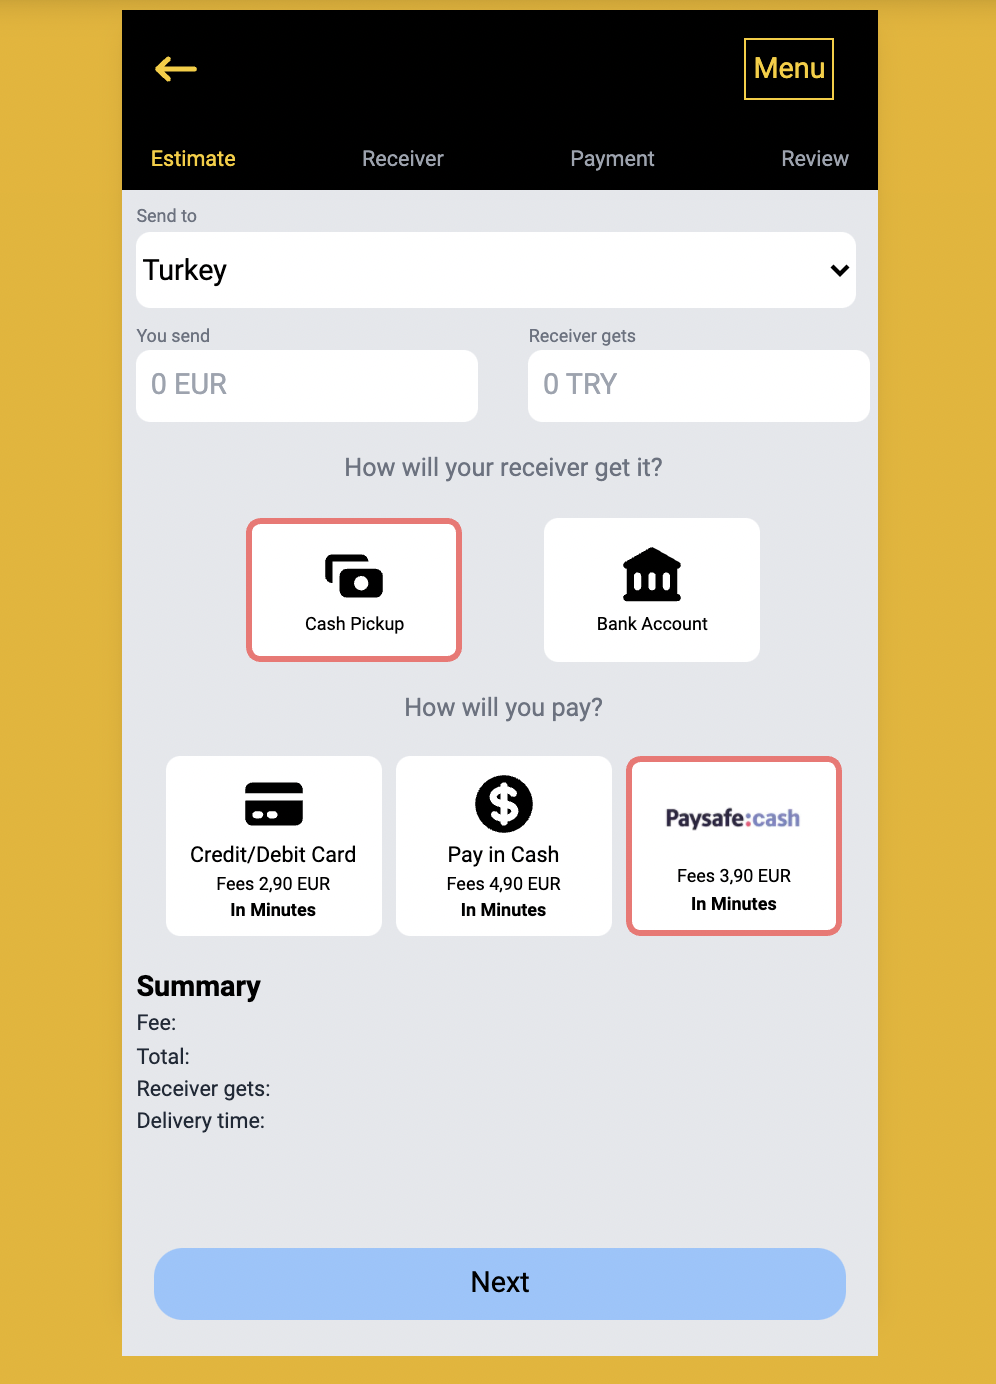 Menu
Estimate Receiver Payment Review
Send to
Turkey
You send Receiver gets
0 EUR 0 TRY
How will your receiver get it?
Cash Pickup Bank Account
How will you pay?
Credit/Debit Card
Fees 2,90 EUR
In Minutes
Pay in Cash
Fees 4,90 EUR
In Minutes
Paysafe:cash
Fees 3,90 EUR
In Minutes
Summary
Fee:
Total:
Receiver gets:
Delivery time:
Next